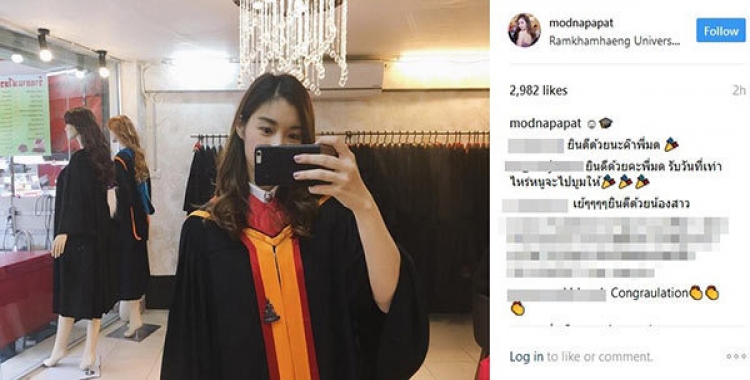 modnapapat
Ramkhamhaeng Univers...
Follow
2,982 likes
2h
modnapapat
ยินดีด้วยนะค๊าพี่มด
ยินดีด้วยคะพี่มด รับวันที่เท่า
ไหร่หนูจะไปบูมให้
เย้ๆๆๆยินดีด้วยน้องสาว
Congraulation
Log in to like or comment.